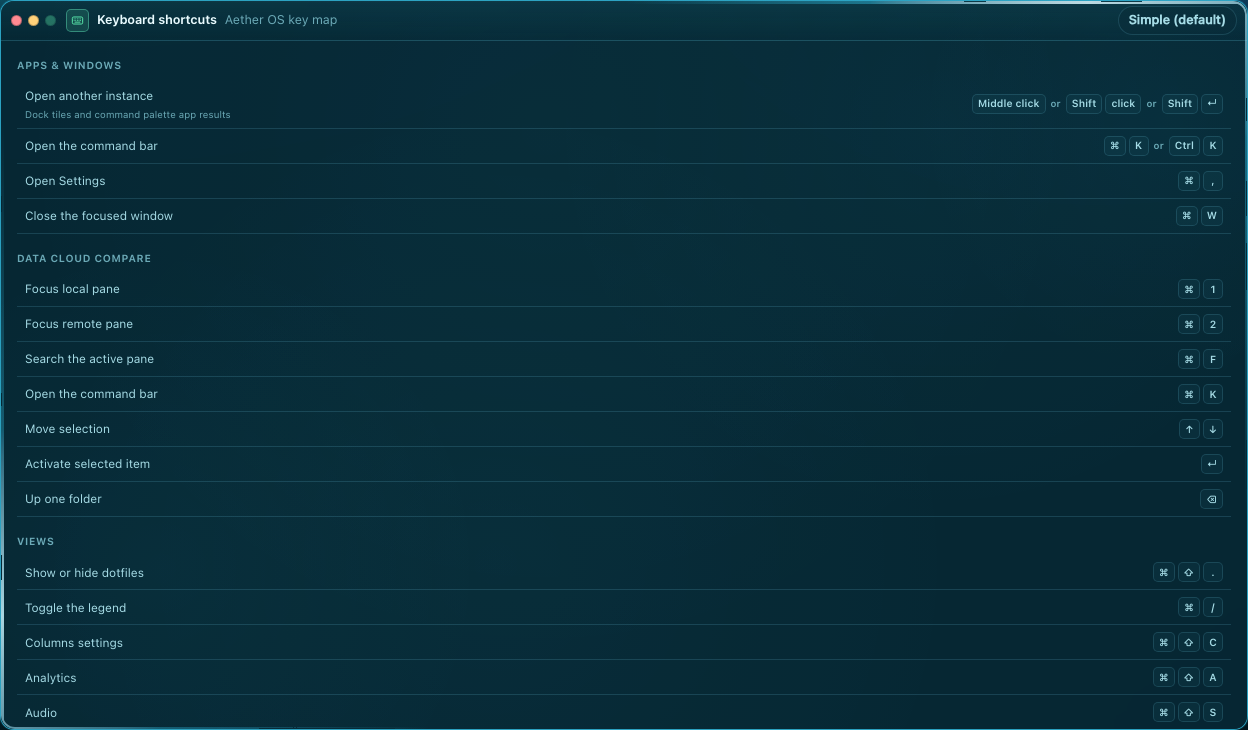 Keyboard shortcuts Aether OS key map Simple (default)
APPS & WINDOWS
Open another instance Middle click or Shift click or Shift ↵
Dock tiles and command palette app results
Open the command bar ⌘ K or Ctrl K
Open Settings ⌘ ,
Close the focused window ⌘ W
DATA CLOUD COMPARE
Focus local pane ⌘ 1
Focus remote pane ⌘ 2
Search the active pane ⌘ F
Open the command bar ⌘ K
Move selection ↑ ↓
Activate selected item ↵
Up one folder ⌫
VIEWS
Show or hide dotfiles ⌘ ⇧ .
Toggle the legend ⌘ /
Columns settings ⌘ ⇧ C
Analytics ⌘ ⇧ A
Audio ⌘ ⇧ S